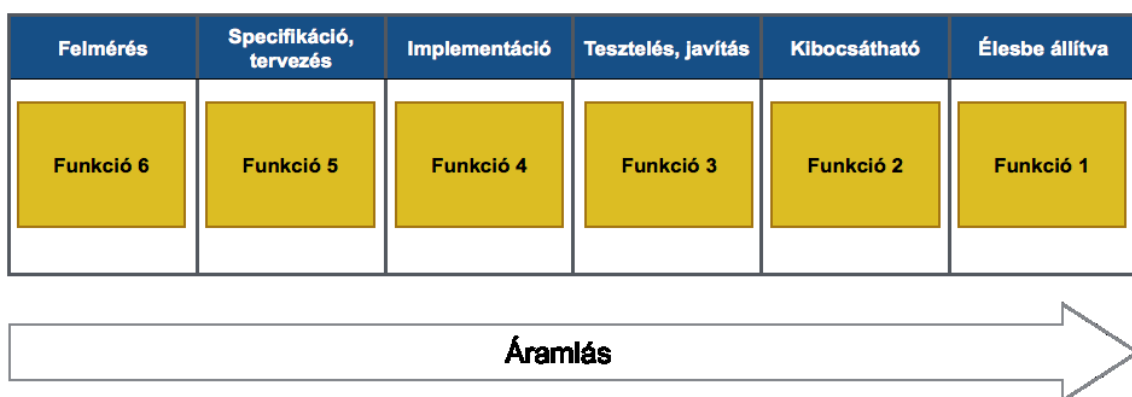 Felmérés
Specifikáció,
tervezés
Implementáció
Tesztelés, javítás
Kibocsátható
Élesbe állítva
Funkció 6
Funkció 5
Funkció 4
Funkció 3
Funkció 2
Funkció 1
Áramlás